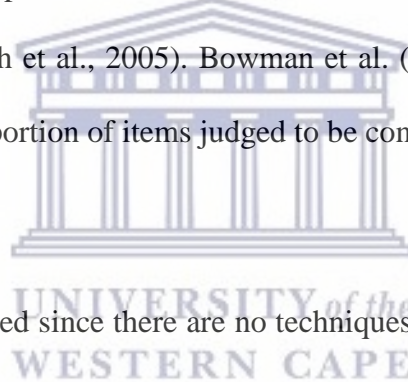 h et al., 2005). Bowman et al. (
portion of items judged to be con
ed since there are no techniques
UNIVERSITY of the
WESTERN CAPE